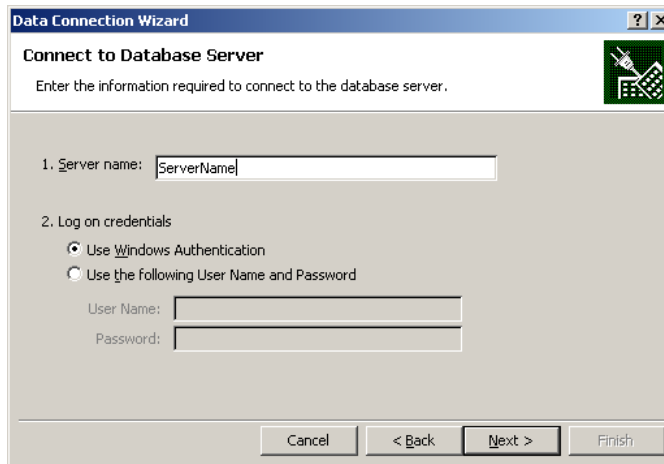 Data Connection Wizard
Connect to Database Server
Enter the information required to connect to the database server.
1. Server name: ServerName
2. Log on credentials
Use Windows Authentication
Use the following User Name and Password
User Name:
Password:
Cancel < Back Next > Finish